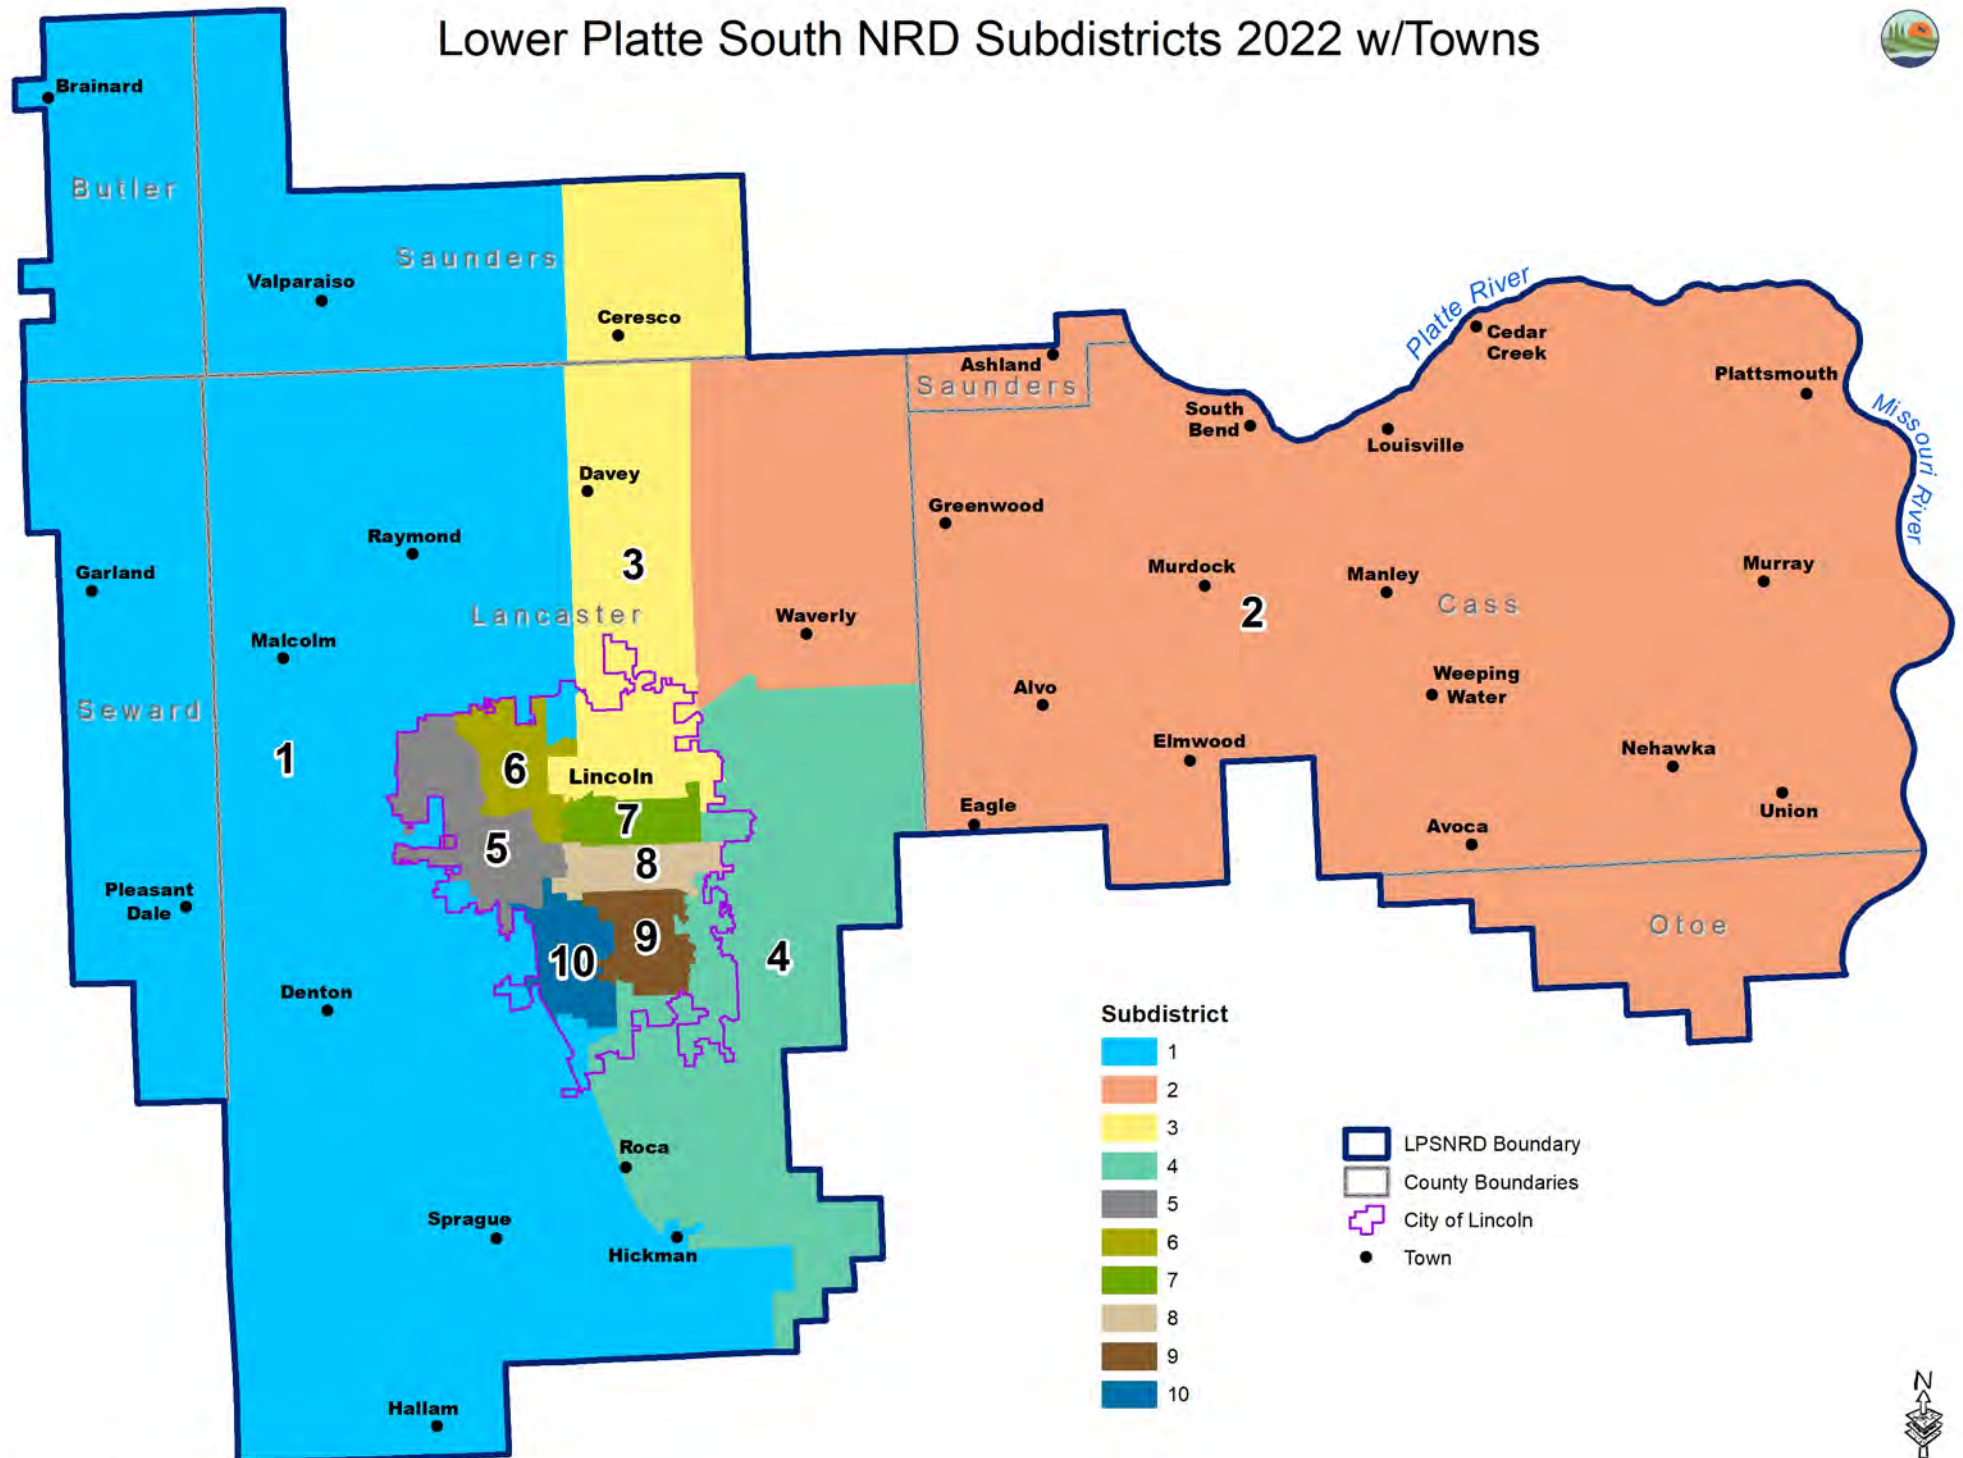 Lower Platte South NRD Subdistricts 2022 w/Towns
Brainard
Butler
Saunders
Valparaiso
Ceresco
Platte River
Cedar
Creek
Ashland
Saunders
Plattsmouth
South
Bend
Missouri River
Louisville
Davey
Greenwood
Raymond
3
Garland
Murdock
Manley
Murray
Lancaster
Waverly
2
Cass
Malcolm
Weeping
Water
Alvo
Seward
1
Elmwood
Nehawka
6
Lincoln
Eagle
Union
7
Avoca
5
8
Pleasant
Dale
Otoe
9
10
4
Denton
Subdistrict
1
2
3
4
5
6
7
8
9
10
LPSNRD Boundary
County Boundaries
City of Lincoln
Town
Roca
Sprague
Hickman
Hallam
N